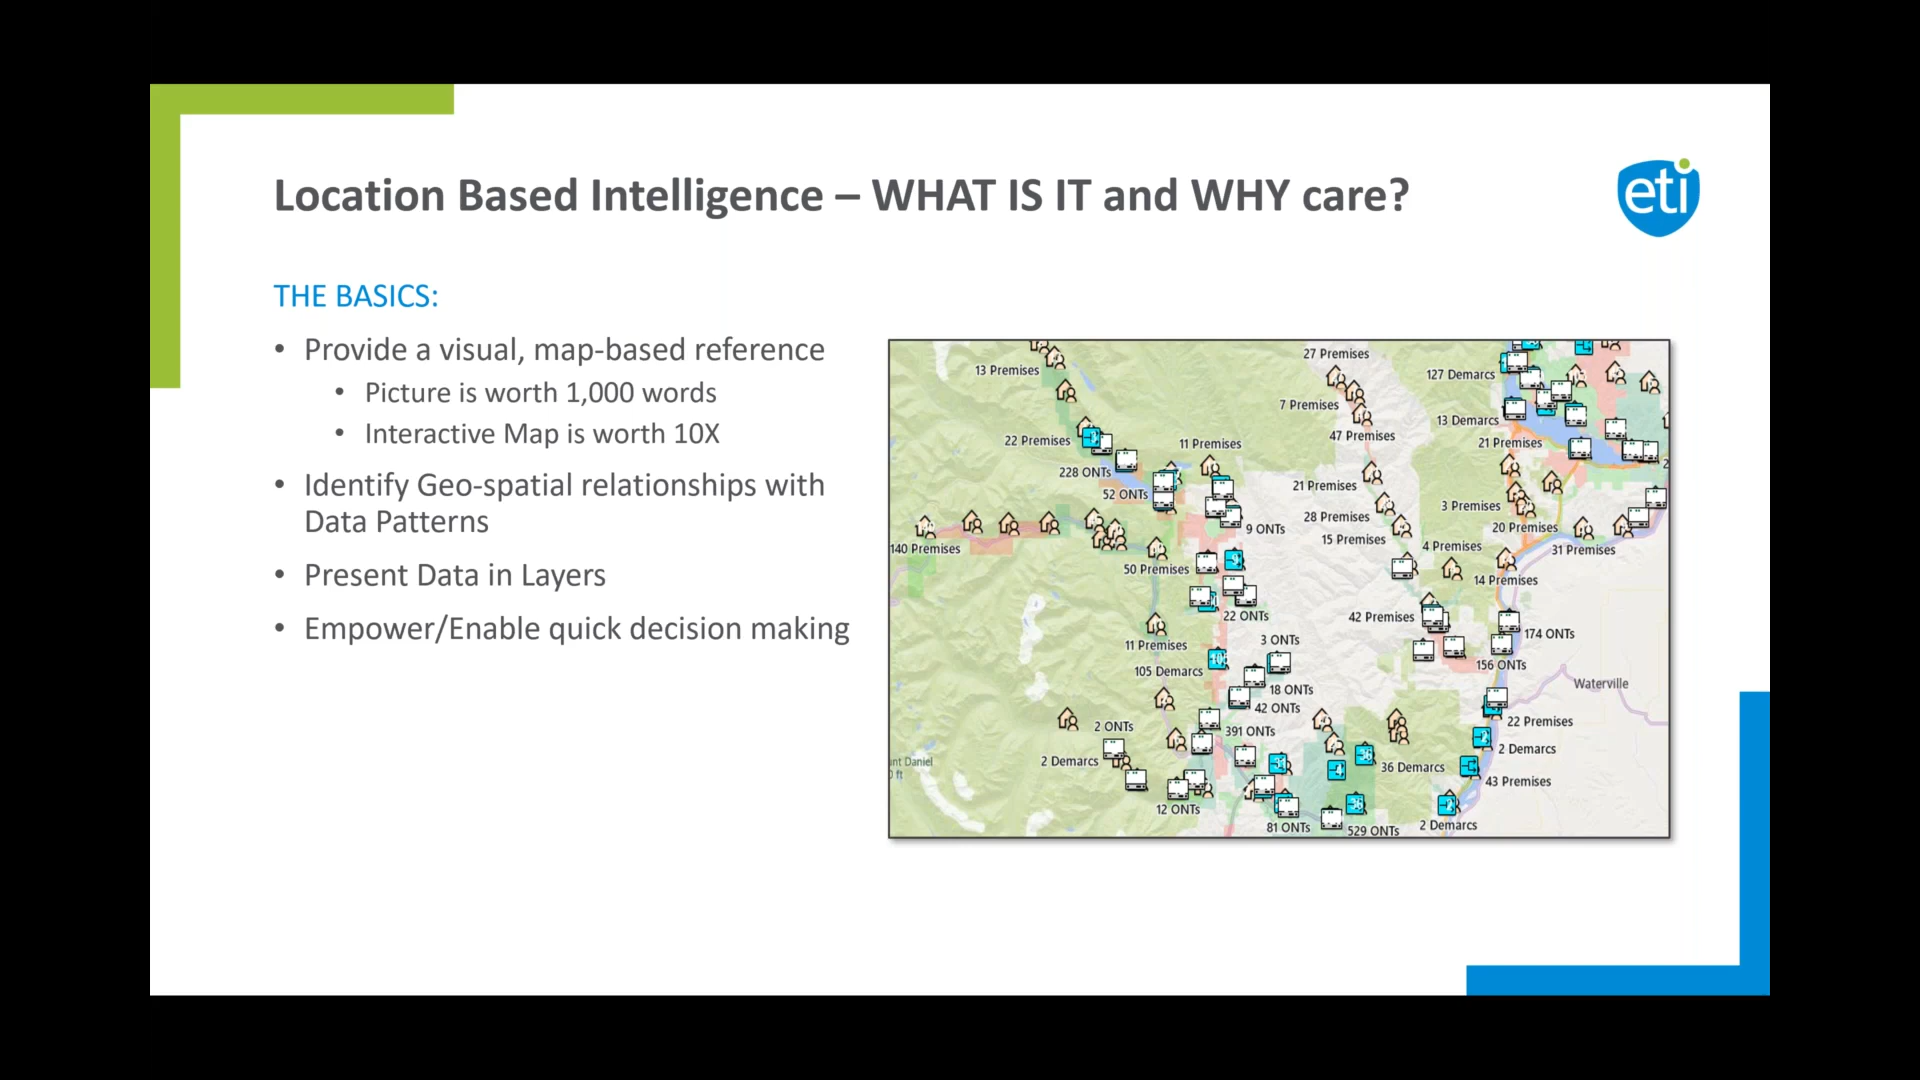 Location Based Intelligence – WHAT IS IT and WHY care?
eti
THE BASICS:
• Provide a visual, map-based reference
• Picture is worth 1,000 words
• Interactive Map is worth 10X
• Identify Geo-spatial relationships with
Data Patterns
• Present Data in Layers
• Empower/Enable quick decision making
27 Premises
13 Premises
127 Demarcs
7 Premises
13 Demarcs
47 Premises
22 Premises
11 Premises
21 Premises
228 ONTs
52 ONTs
21 Premises
3 Premises
28 Premises
9 ONTs
20 Premises
15 Premises
140 Premises
4 Premises
31 Premises
50 Premises
14 Premises
22 ONTs
42 Premises
174 ONTs
3 ONTs
11 Premises
156 ONTs
105 Demarcs
Waterville
18 ONTs
42 ONTs
22 Premises
2 ONTs
391 ONTs
2 Demarcs
2 Demarcs
nt Daniel
0 ft
36 Demarcs
43 Premises
12 ONTs
81 ONTs
529 ONTs
2 Demarcs